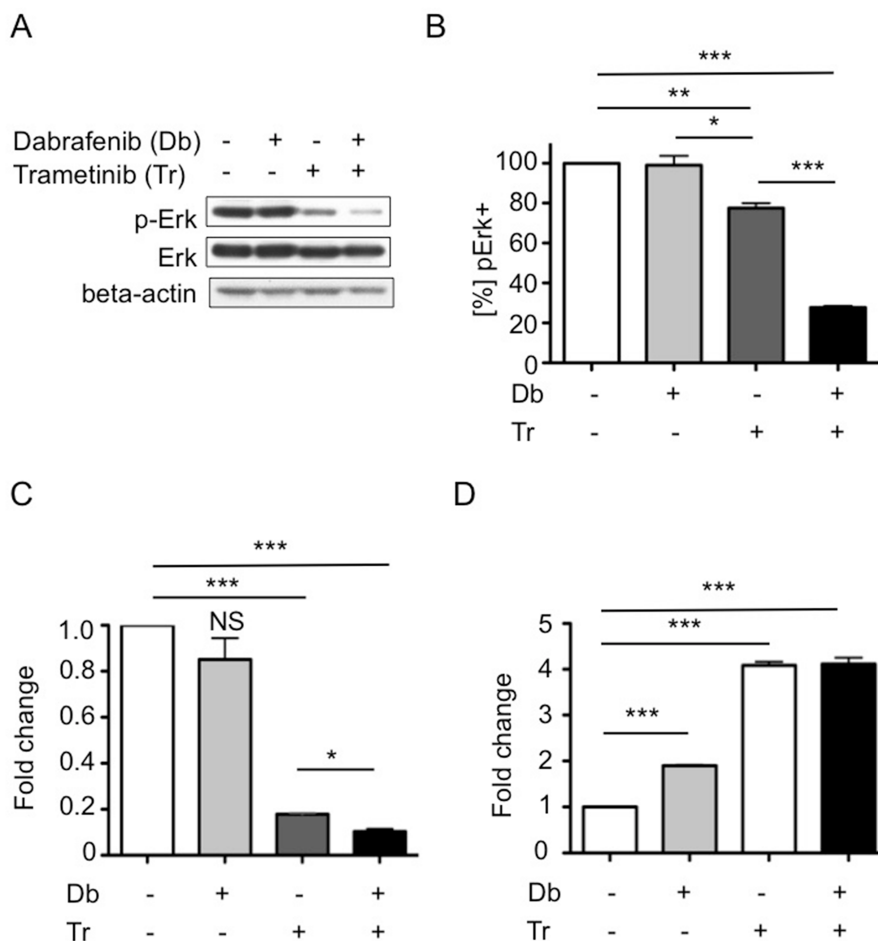 A
Dabrafenib (Db) - + - +
Trametinib (Tr) - - + +
p-Erk
Erk
beta-actin
B
***
**
*
***
[%] pErk+
100
80
60
40
20
0
Db - + - +
Tr - - + +
C
***
***
NS
*
Fold change
1.0
0.8
0.6
0.4
0.2
0
Db - + - +
Tr - - + +
D
***
***
***
Fold change
5
4
3
2
1
0
Db - + - +
Tr - - + +